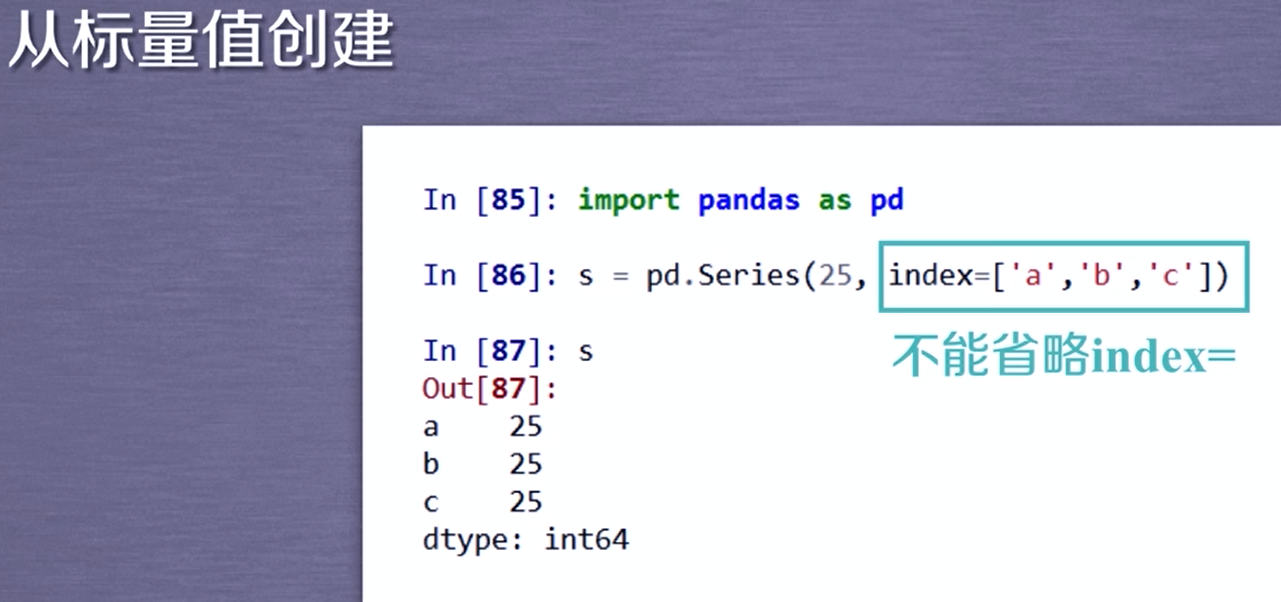 从标量值创建
In [85]: import pandas as pd
In [86]: s = pd.Series(25, index=['a','b','c'])
不能省略index=
In [87]: s
Out[87]:
a    25
b    25
c    25
dtype: int64